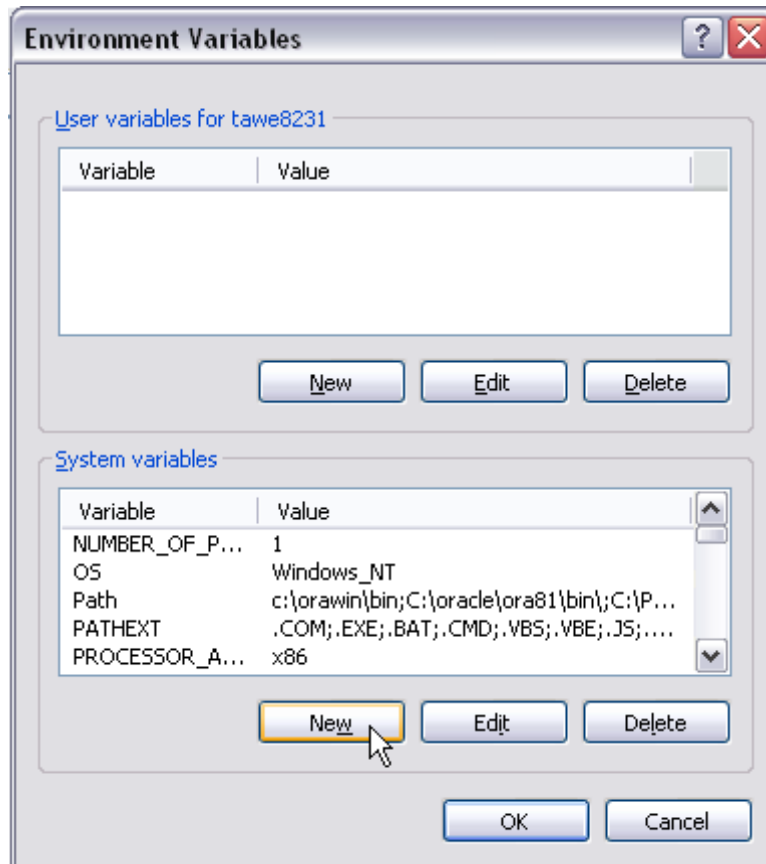 Environment Variables ?
User variables for tawe8231
Variable Value
New Edit Delete
System variables
Variable Value
NUMBER_OF_P... 1
OS Windows_NT
Path c:\orawin\bin;C:\oracle\ora81\bin\;C:\P...
PATHEXT .COM;.EXE;.BAT;.CMD;.VBS;.VBE;.JS;....
PROCESSOR_A... x86
New Edit Delete
OK Cancel